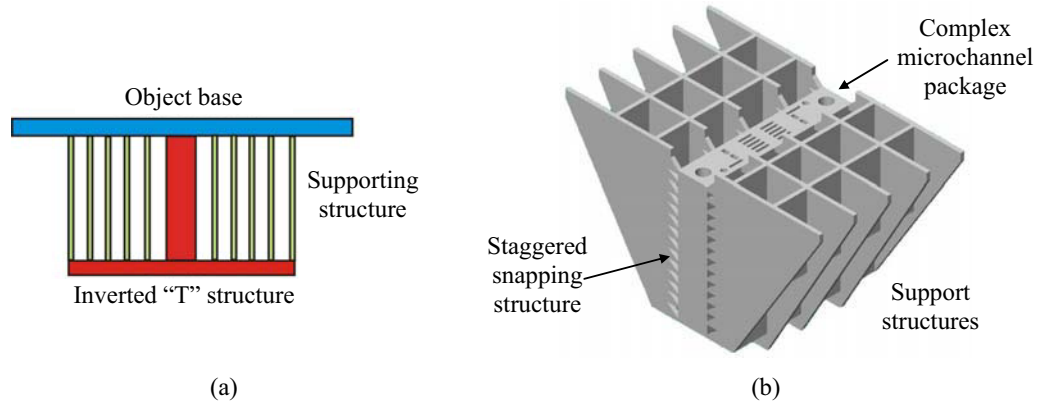 Object base
Supporting
structure
Inverted “T” structure
(a)
Complex
microchannel
package
Staggered
snapping
structure
Support
structures
(b)